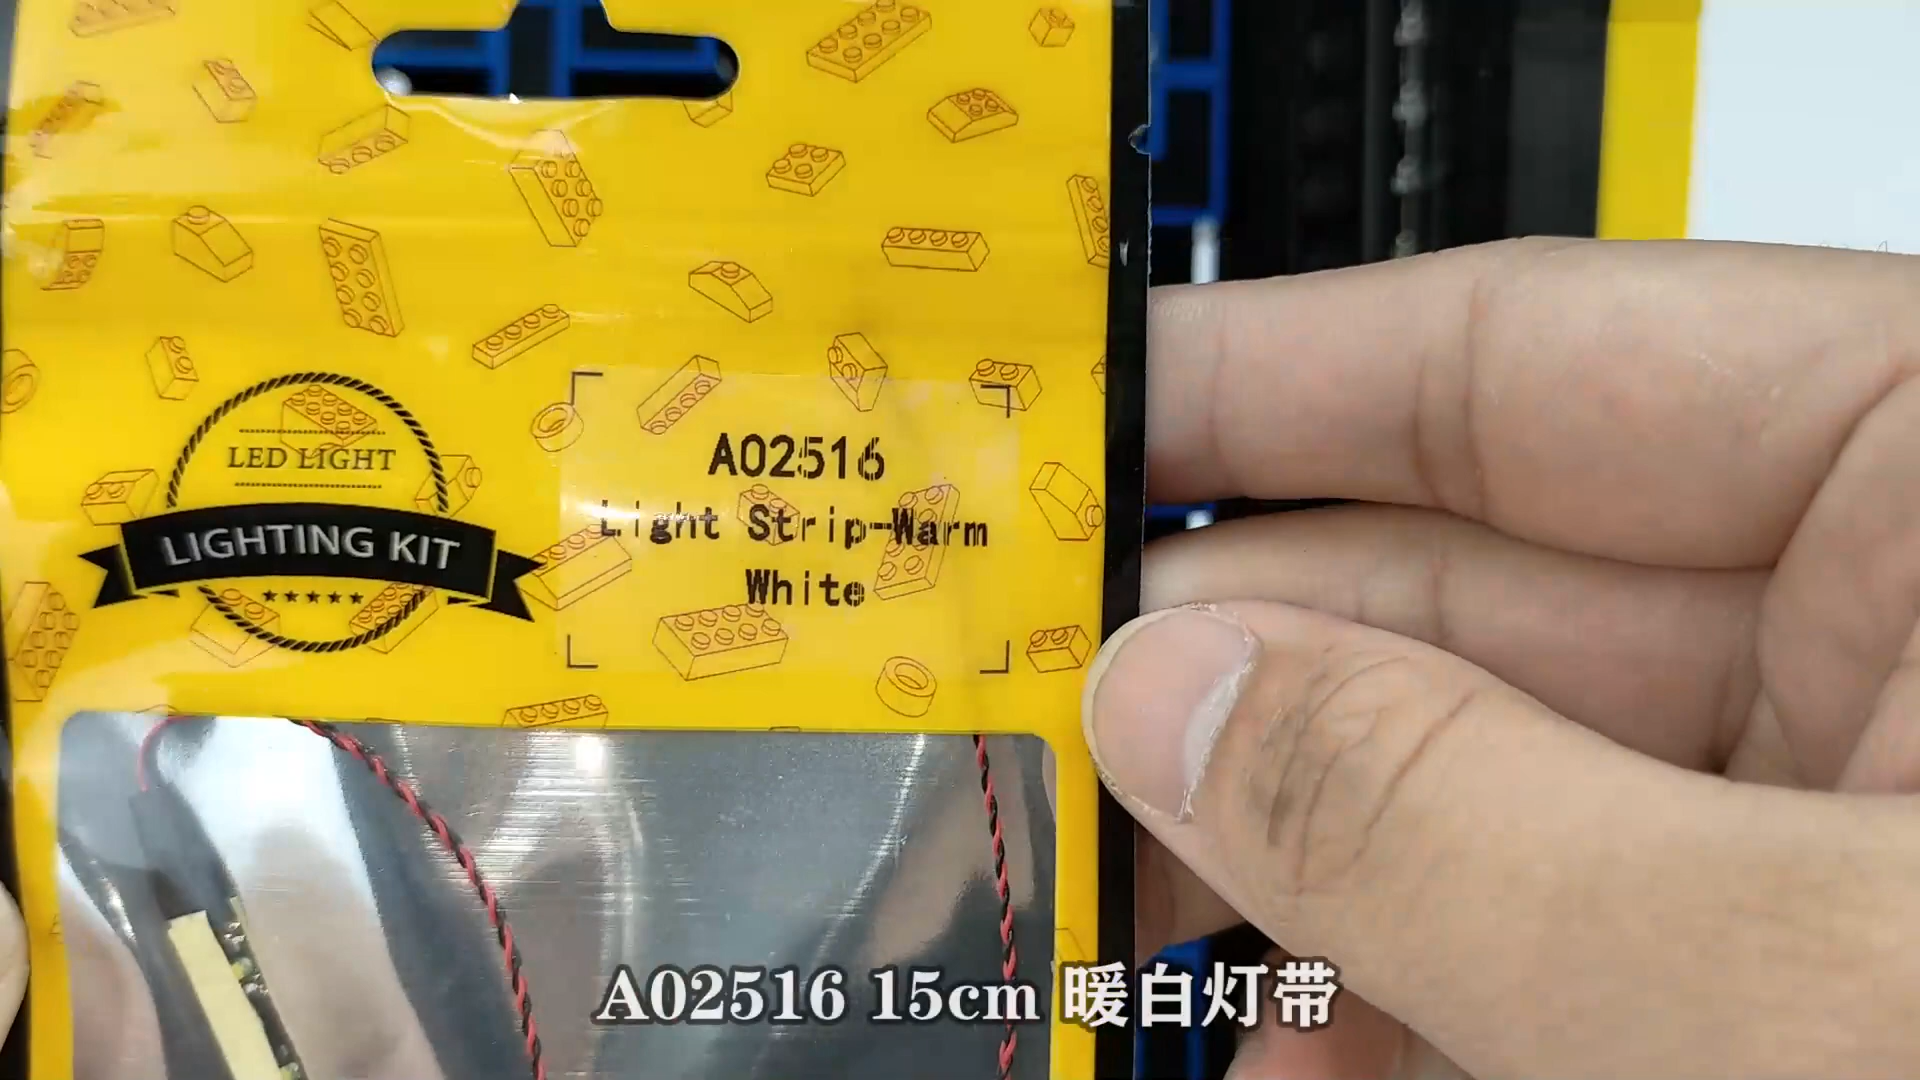 LED LIGHT
LIGHTING KIT
A02516
Light Strip-Warm
White
A02516 15cm 暖白灯带